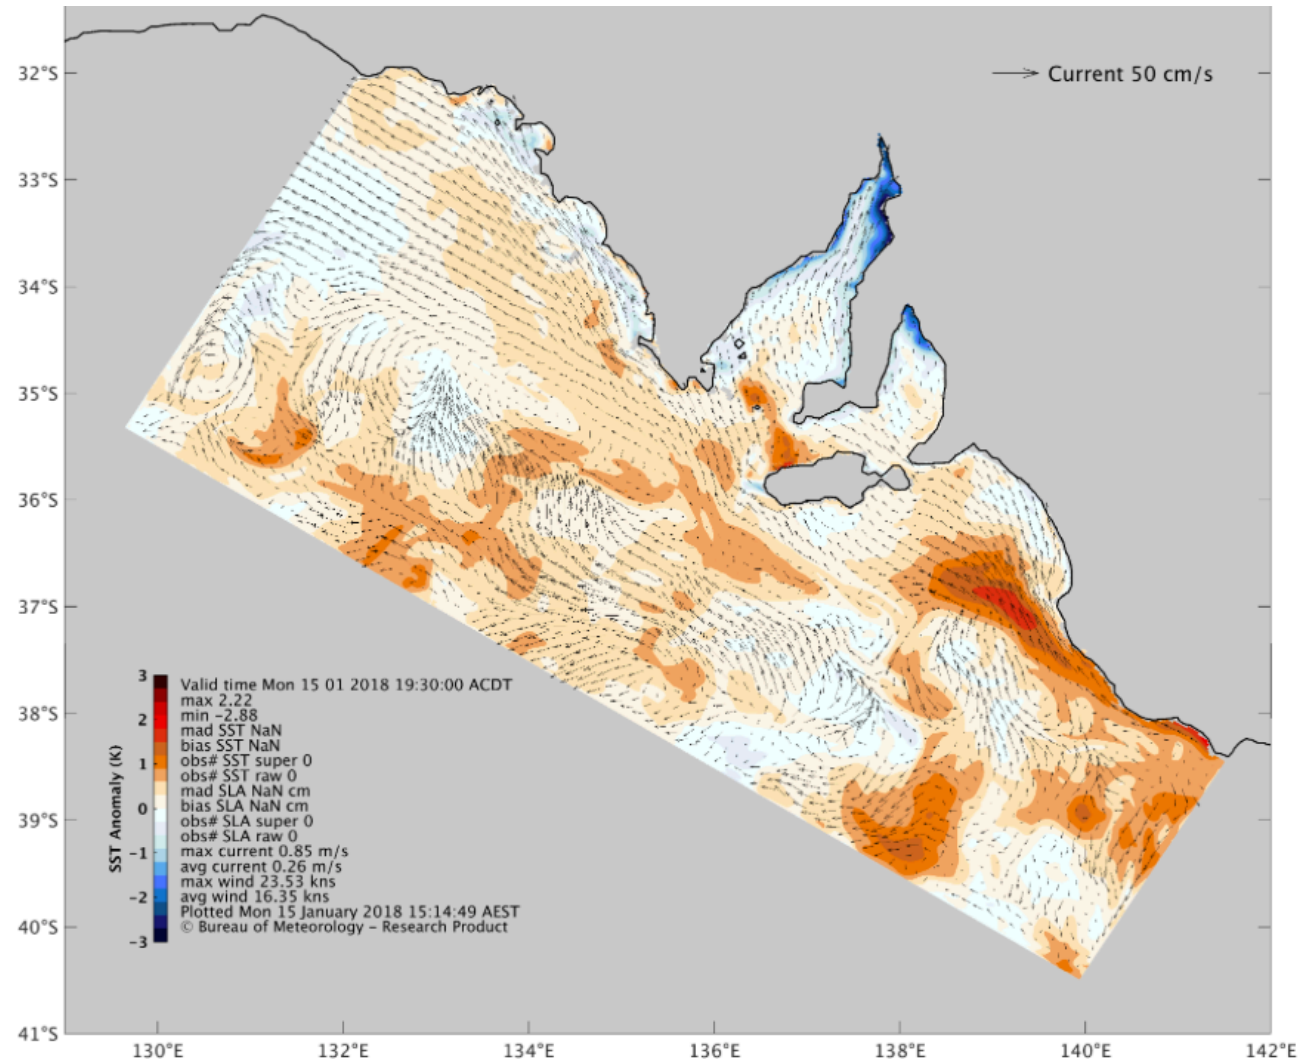 Current 50 cm/s
32°S
33°S
34°S
35°S
36°S
37°S
38°S
39°S
40°S
41°S
SST Anomaly (K)
3
2
1
0
−1
−2
−3
Valid time Mon 15 01 2018 19:30:00 ACDT
max 2.22
min −2.88
mad SST NaN
bias SST NaN
obs# SST super 0
obs# SST raw 0
mad SLA NaN cm
bias SLA NaN cm
obs# SLA super 0
obs# SLA raw 0
max current 0.85 m/s
avg current 0.26 m/s
max wind 23.53 kns
avg wind 16.35 kns
Plotted Mon 15 January 2018 15:14:49 AEST
© Bureau of Meteorology − Research Product
130°E 132°E 134°E 136°E 138°E 140°E 142°E